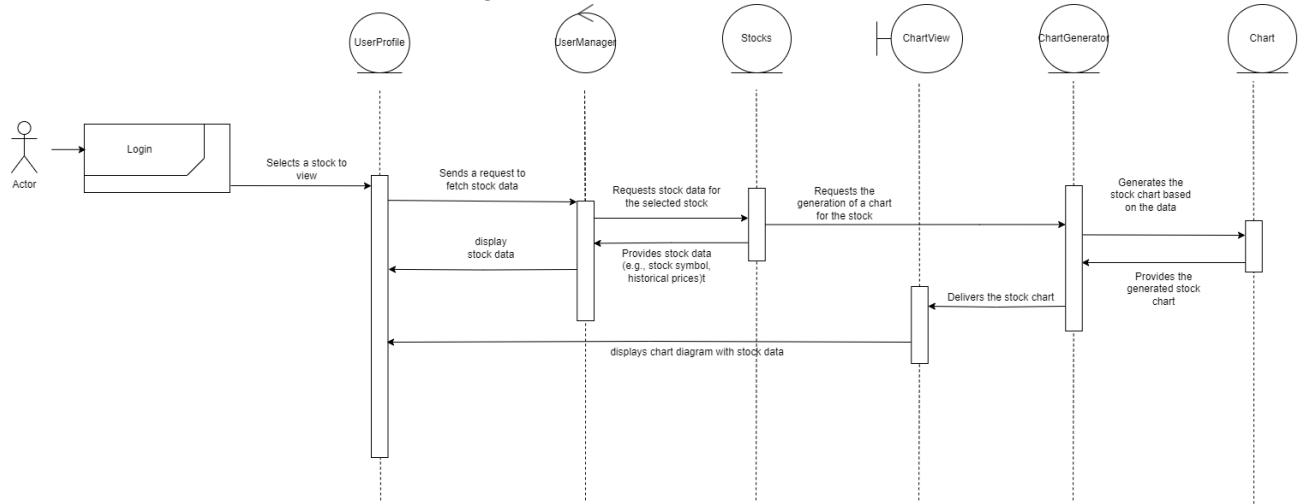 UserProfile
UserManager
Stocks
ChartView
ChartGenerator
Chart
Actor
Login
Selects a stock to
view
Sends a request to
fetch stock data
Requests stock data for
the selected stock
Requests the
generation of a chart
for the stock
Generates the
stock chart based
on the data
display
stock data
Provides stock data
(e.g., stock symbol,
historical prices)t
Provides the
generated stock
chart
Delivers the stock chart
displays chart diagram with stock data